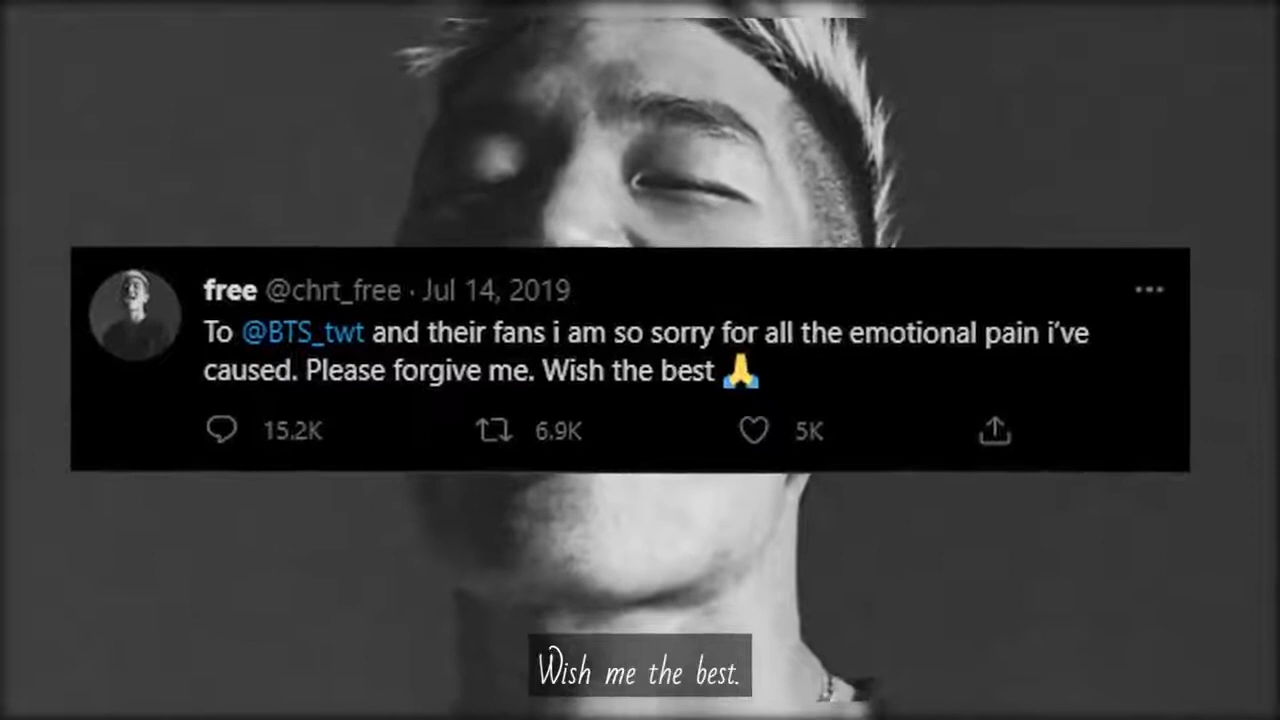 free @chrt_free · Jul 14, 2019
To @BTS_twt and their fans i am so sorry for all the emotional pain i’ve
caused. Please forgive me. Wish the best 🙏
15.2K 6.9K 5K
Wish me the best.